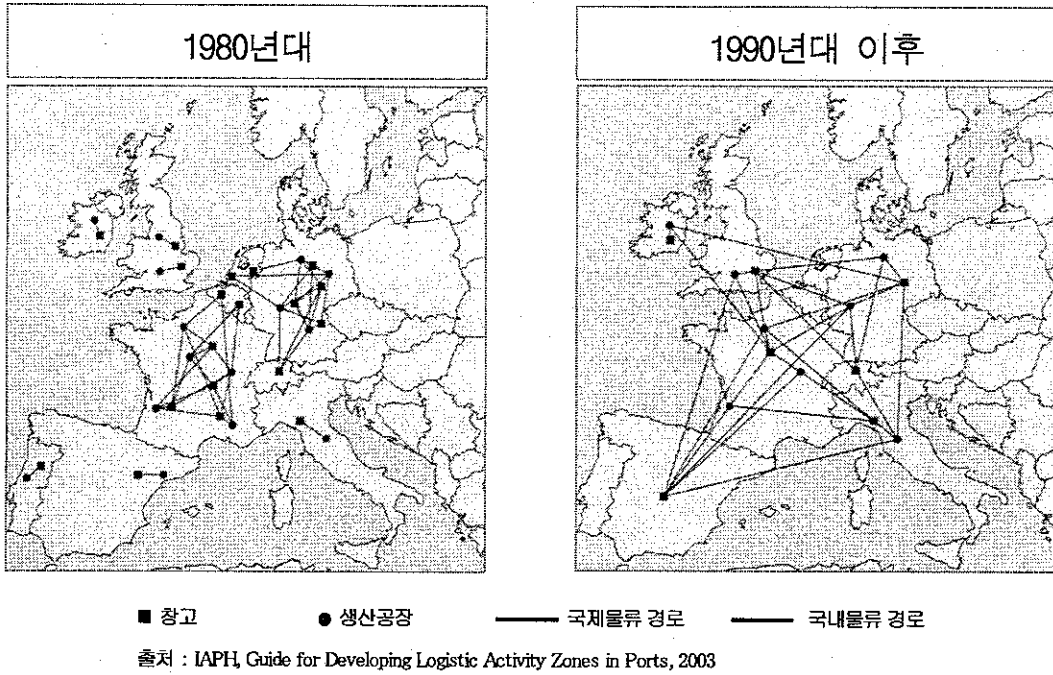 1980년대
1990년대 이후
■ 창고 ● 생산공장 —— 국제물류 경로 —— 국내물류 경로
출처 : IAPH, Guide for Developing Logistic Activity Zones in Ports, 2003